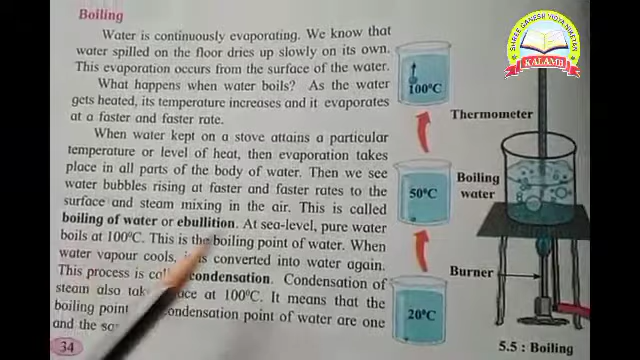 Boiling
Water is continuously evaporating. We know that
water spilled on the floor dries up slowly on its own.
This evaporation occurs from the surface of the water.
What happens when water boils? As the water
gets heated, its temperature increases and it evaporates
at a faster and faster rate.
When water kept on a stove attains a particular
temperature or level of heat, then evaporation takes
place in all parts of the body of water. Then we see
water bubbles rising at faster and faster rates to the
surface and steam mixing in the air. This is called
boiling of water or ebullition. At sea-level, pure water
boils at 100°C. This is the boiling point of water. When
water vapour cools, is converted into water again.
This process is condensation. Condensation of
steam also at 100°C. It means that the
boiling point condensation point of water are one
and the
34
100°C
50°C
20°C
Thermometer
Boiling
water
Burner
5.5 : Boiling
SHREE GANESH VIDYA NIKETAN
KALAMB